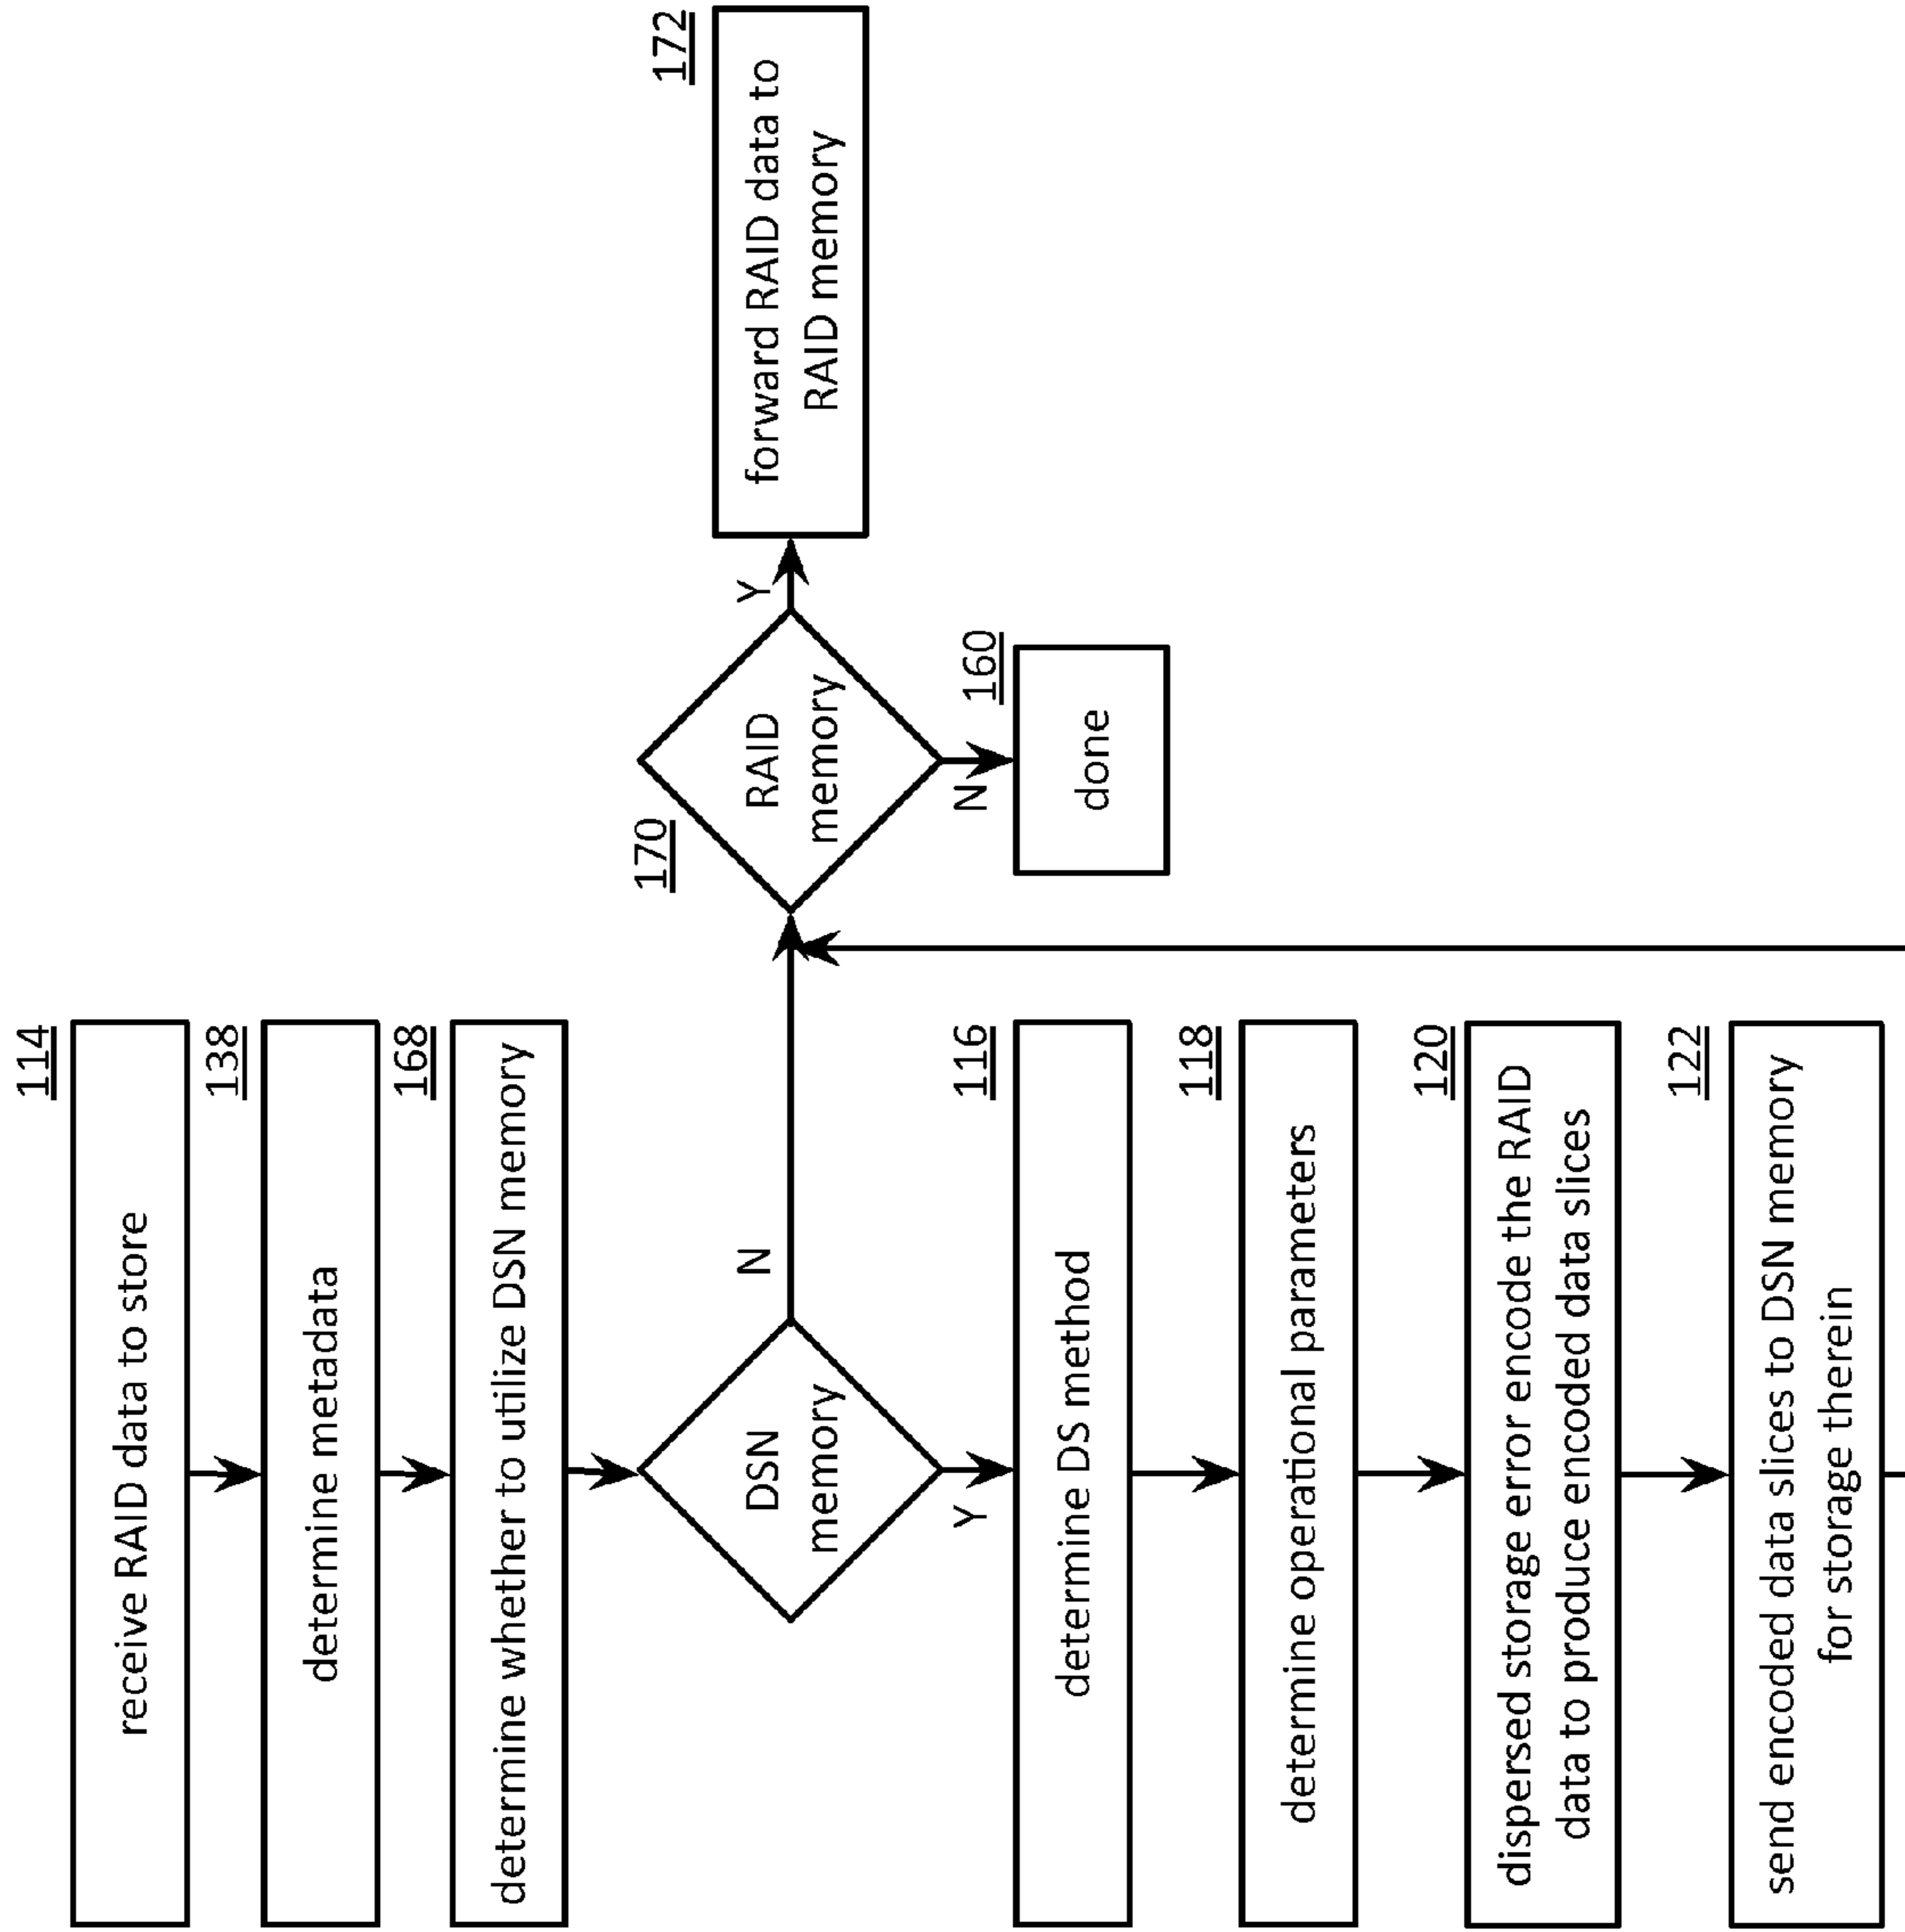 114
receive RAID data to store
138
determine metadata
168
determine whether to utilize DSN memory
DSN
memory
N
Y
116
determine DS method
118
determine operational parameters
120
dispersed storage error encode the RAID
data to produce encoded data slices
122
send encoded data slices to DSN memory
for storage therein
170
RAID
memory
Y
N
172
forward RAID data to
RAID memory
160
done